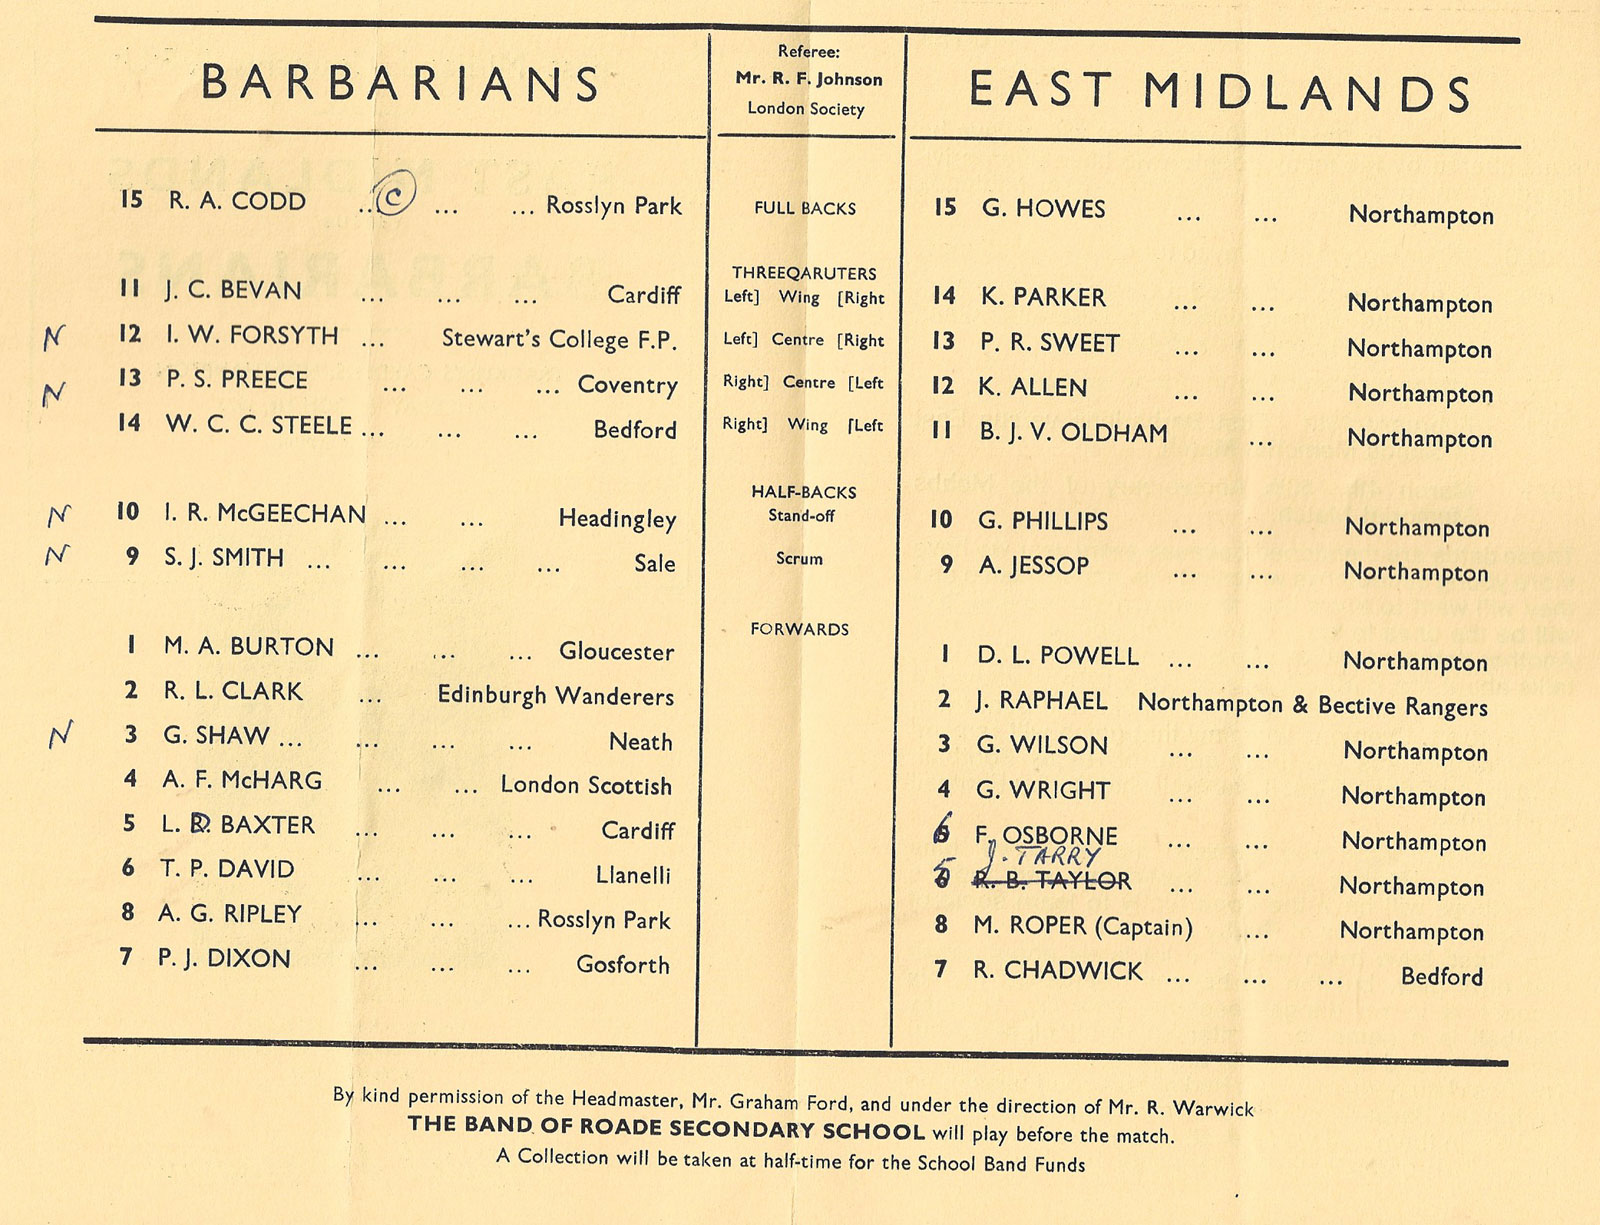 BARBARIANS
Referee:
Mr. R. F. Johnson
London Society
EAST MIDLANDS
15 R. A. CODD ... © ... ... Rosslyn Park FULL BACKS 15 G. HOWES ... ... Northampton
THREEQARUTERS
11 J. C. BEVAN ... ... ... Cardiff Left] Wing [Right 14 K. PARKER ... ... Northampton
N 12 I. W. FORSYTH ... Stewart's College F.P. Left] Centre [Right 13 P. R. SWEET ... ... Northampton
N 13 P. S. PREECE ... ... ... Coventry Right] Centre [Left 12 K. ALLEN ... ... Northampton
14 W. C. C. STEELE ... ... ... Bedford Right] Wing [Left 11 B. J. V. OLDHAM ... Northampton
HALF-BACKS
N 10 I. R. McGEECHAN ... ... Headingley Stand-off 10 G. PHILLIPS ... ... Northampton
N 9 S. J. SMITH ... ... ... ... Sale Scrum 9 A. JESSOP ... ... Northampton
FORWARDS
1 M. A. BURTON ... ... ... Gloucester 1 D. L. POWELL ... ... Northampton
2 R. L. CLARK ... Edinburgh Wanderers 2 J. RAPHAEL Northampton & Bective Rangers
N 3 G. SHAW ... ... ... ... Neath 3 G. WILSON ... ... Northampton
4 A. F. McHARG ... ... London Scottish 4 G. WRIGHT ... ... Northampton
5 L. D. BAXTER ... ... ... Cardiff 6 F. OSBORNE ... ... Northampton
J. TARRY
6 T. P. DAVID ... ... ... Llanelli 5 R. B. TAYLOR ... ... Northampton
8 A. G. RIPLEY ... ... ... Rosslyn Park 8 M. ROPER (Captain) ... Northampton
7 P. J. DIXON ... ... ... Gosforth 7 R. CHADWICK ... ... ... Bedford
By kind permission of the Headmaster, Mr. Graham Ford, and under the direction of Mr. R. Warwick
THE BAND OF ROADE SECONDARY SCHOOL will play before the match.
A Collection will be taken at half-time for the School Band Funds